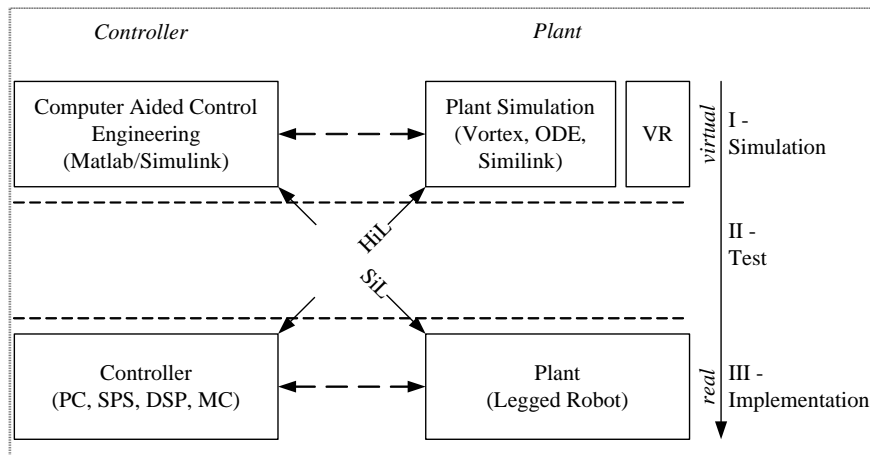 Controller
Plant
Computer Aided Control
Engineering
(Matlab/Simulink)
Plant Simulation
(Vortex, ODE,
Similink)
VR
virtual
I -
Simulation
HiL
SiL
II -
Test
Controller
(PC, SPS, DSP, MC)
Plant
(Legged Robot)
real
III -
Implementation